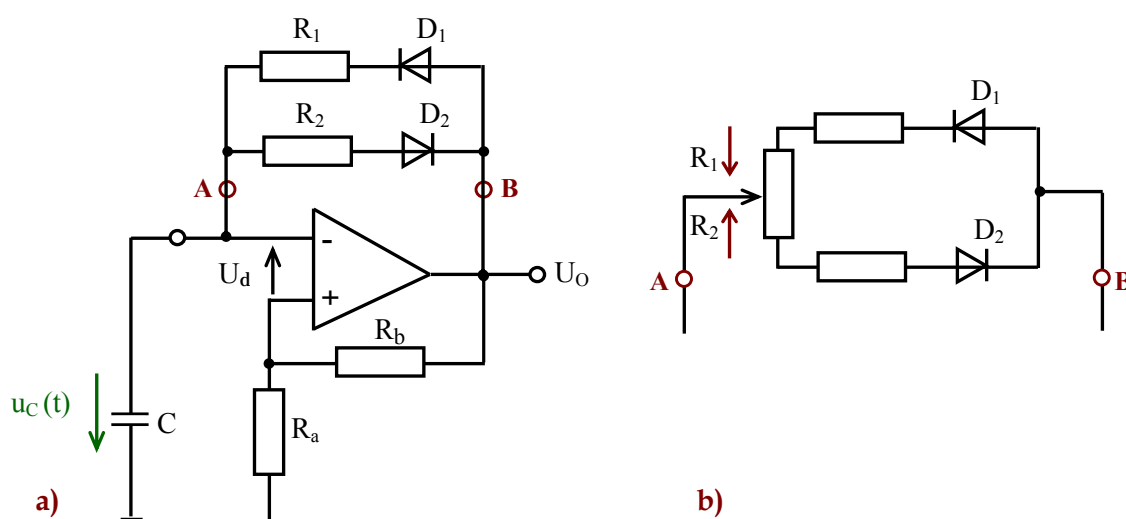 R1 D1
R2 D2
A B
-
Ud
+
UO
Rb
uC (t)
C
Ra
a)
D1
R1
R2
D2
A B
b)